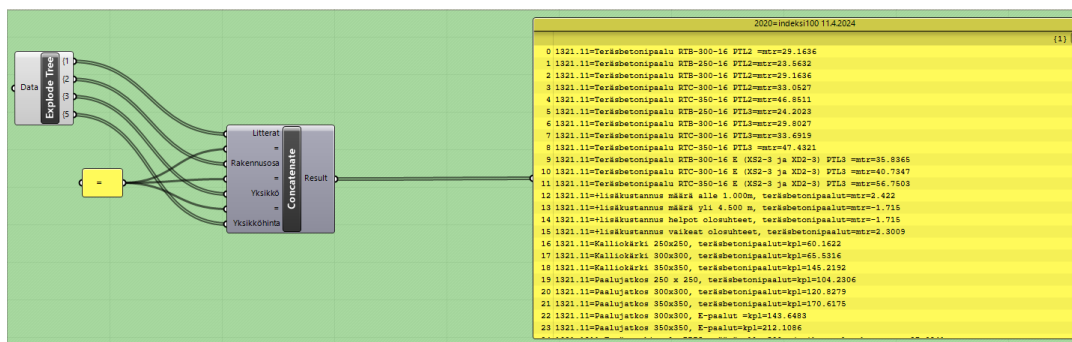 2020=indeksi100 11.4.2024
{1}
Data
Explode Tree
{1
{2
{3
{5
=
Litterat
=
Rakennusosa
=
Yksikkö
=
Yksikköhinta
Concatenate
Result
0 1321.11=Teräsbetonipaalu RTB-300-16 PTL2 =mtr=29.1636
1 1321.11=Teräsbetonipaalu RTB-250-16 PTL2=mtr=23.5632
2 1321.11=Teräsbetonipaalu RTB-300-16 PTL2=mtr=29.1636
3 1321.11=Teräsbetonipaalu RTC-300-16 PTL2=mtr=33.0527
4 1321.11=Teräsbetonipaalu RTC-350-16 PTL2=mtr=46.8511
5 1321.11=Teräsbetonipaalu RTB-250-16 PTL3=mtr=24.2023
6 1321.11=Teräsbetonipaalu RTB-300-16 PTL3=mtr=29.8027
7 1321.11=Teräsbetonipaalu RTC-300-16 PTL3=mtr=33.6919
8 1321.11=Teräsbetonipaalu RTC-350-16 PTL3=mtr=47.4321
9 1321.11=Teräsbetonipaalu RTB-300-16 E (XS2-3 ja XD2-3) PTL3 =mtr=35.8365
10 1321.11=Teräsbetonipaalu RTC-300-16 E (XS2-3 ja XD2-3) PTL3=mtr=40.7347
11 1321.11=Teräsbetonipaalu RTC-350-16 E (XS2-3 ja XD2-3) PTL3=mtr=56.7503
12 1321.11=+lisäkustannus määrä alle 1.000m, teräsbetonipaalut=mtr=2.422
13 1321.11=+lisäkustannus määrä yli 4.500 m, teräsbetonipaalut=mtr=-1.715
14 1321.11=+lisäkustannus helpot olosuhteet, teräsbetonipaalut=mtr=-1.715
15 1321.11=+lisäkustannus vaikeat olosuhteet, teräsbetonipaalut=mtr=2.3009
16 1321.11=Kalliokärki 250x250, teräsbetonipaalut=kpl=60.1622
17 1321.11=Kalliokärki 300x300, teräsbetonipaalut=kpl=65.5316
18 1321.11=Kalliokärki 350x350, teräsbetonipaalut=kpl=145.2192
19 1321.11=Paalujatkos 250 x 250, teräsbetonipaalut=kpl=104.2306
20 1321.11=Paalujatkos 300x300, teräsbetonipaalut=kpl=120.8279
21 1321.11=Paalujatkos 350x350, teräsbetonipaalut=kpl=170.6175
22 1321.11=Paalujatkos 300x300, E-paalut =kpl=143.6483
23 1321.11=Paalujatkos 350x350, E-paalut=kpl=212.1086